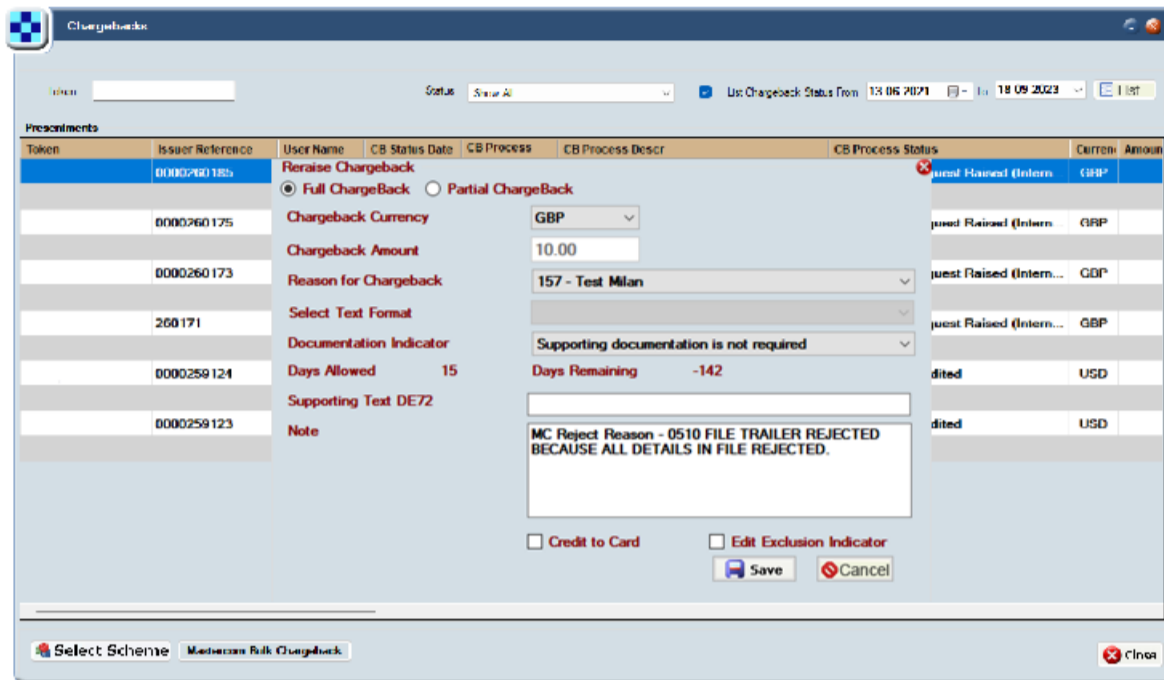 Chargebacks
Token
Status Show All List Chargeback Status From 13 06 2021 To 18 09 2023 List
Presentments
Token Issuer Reference User Name CB Status Date CB Process CB Process Descr CB Process Status Curren Amoun
0000260185 quest Raised (Intern GBP
0000260175 quest Raised (Intern GBP
0000260173 quest Raised (Intern... GBP
260171 quest Raised (Intern... GBP
0000259124 dited USD
0000259123 dited USD
Reraise Chargeback
Full ChargeBack Partial ChargeBack
Chargeback Currency GBP
Chargeback Amount 10.00
Reason for Chargeback 157 - Test Milan
Select Text Format
Documentation Indicator Supporting documentation is not required
Days Allowed 15 Days Remaining -142
Supporting Text DE72
Note MC Reject Reason - 0510 FILE TRAILER REJECTED
BECAUSE ALL DETAILS IN FILE REJECTED.
Credit to Card Edit Exclusion Indicator
Save Cancel
Select Scheme Mastercom Bulk Chargeback Close